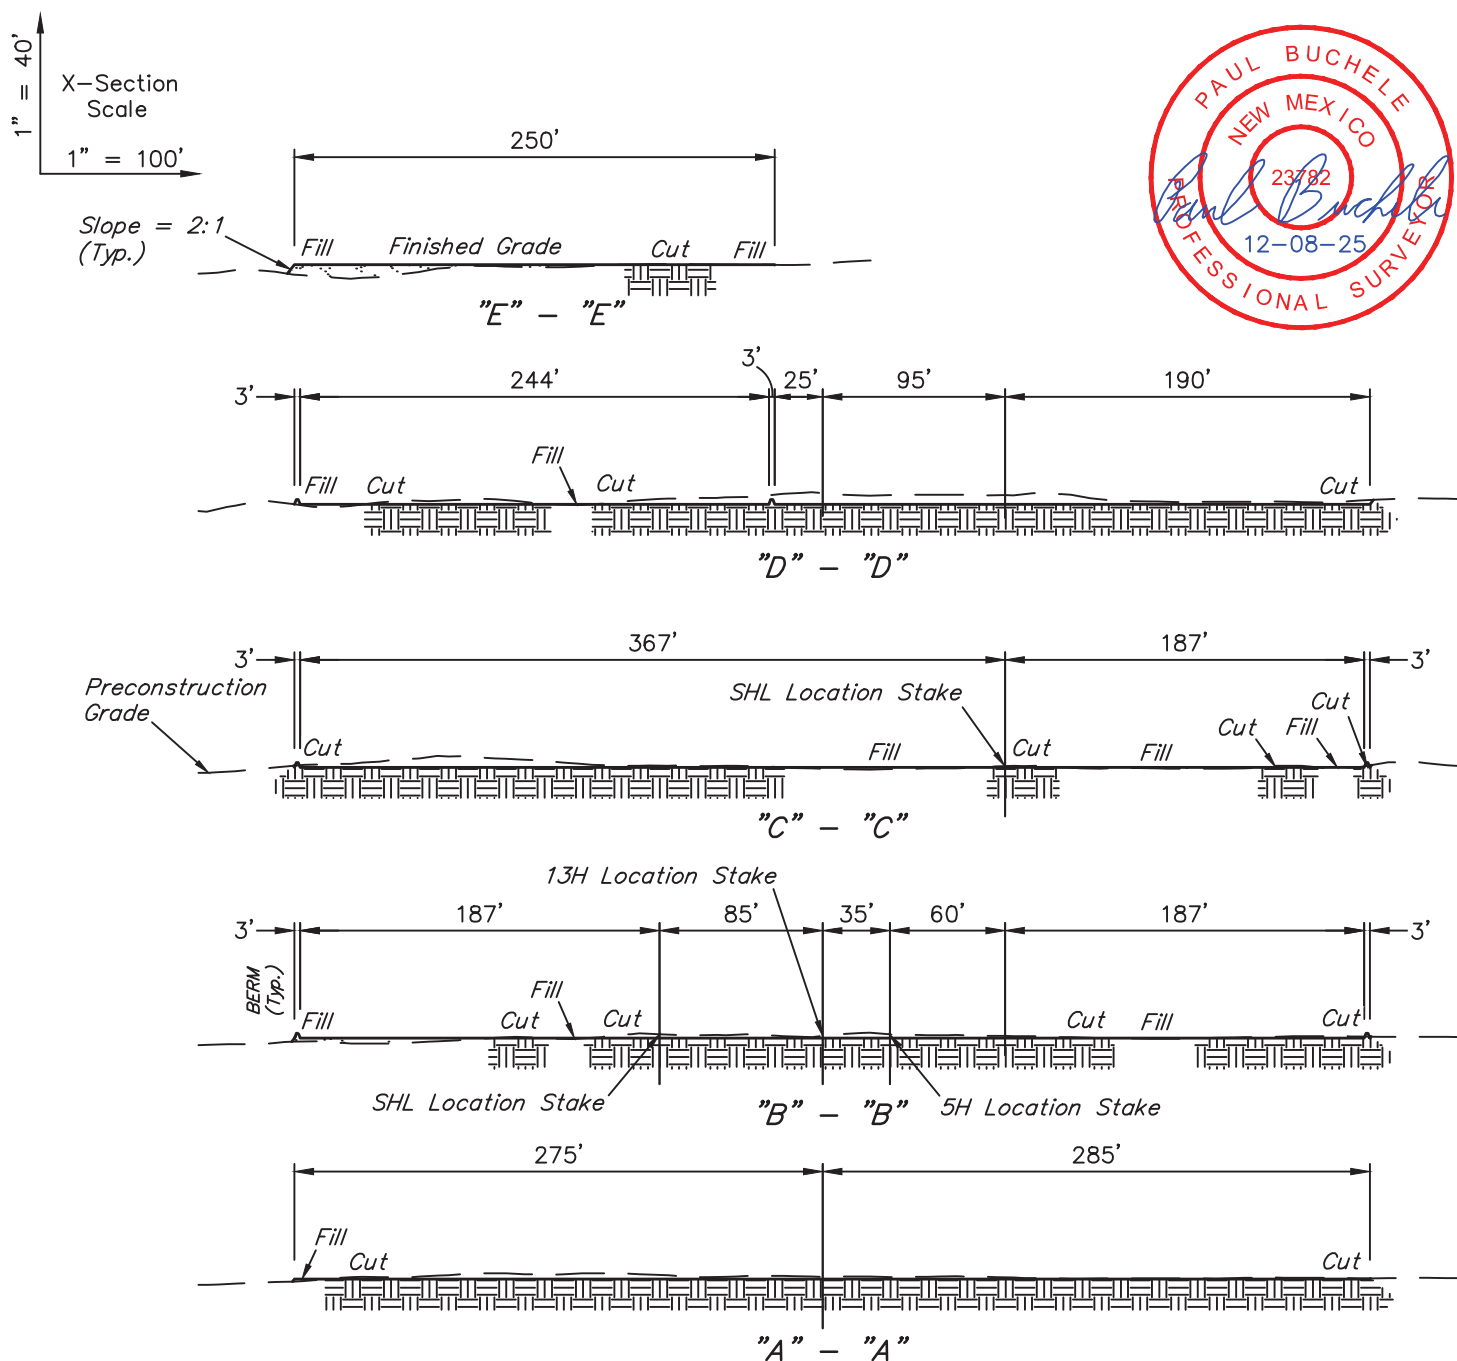 1" = 40'
X-Section
Scale
1" = 100'
PAUL BUCHELE
NEW MEXICO
23782
Paul Buchele
12-08-25
PROFESSIONAL SURVEYOR
250'
Slope = 2:1
(Typ.)
Fill
Finished Grade
Cut
Fill
"E" - "E"
3'
244'
3'
25'
95'
190'
Fill
Cut
Fill
Cut
Cut
"D" - "D"
3'
367'
187'
3'
Preconstruction
Grade
SHL Location Stake
Cut
Fill
Cut
Fill
Cut
Fill
Cut
"C" - "C"
13H Location Stake
3'
187'
85'
35'
60'
187'
3'
BERM
(Typ.)
Fill
Cut
Fill
Cut
Cut
Fill
Cut
SHL Location Stake
"B" - "B"
5H Location Stake
275'
285'
Fill
Cut
Cut
"A" - "A"